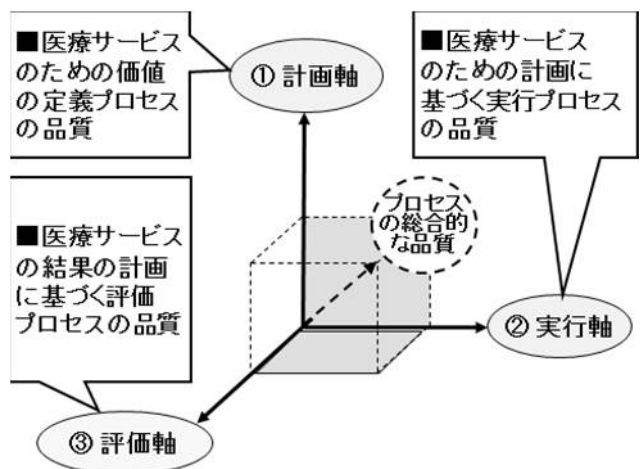 ■医療サービス
のための価値
の定義プロセス
の品質
① 計画軸
■医療サービス
のための計画に
基づく実行プロセス
の品質
プロセス
の総合的
な品質
■医療サービス
の結果の計画
に基づく評価
プロセスの品質
② 実行軸
③ 評価軸